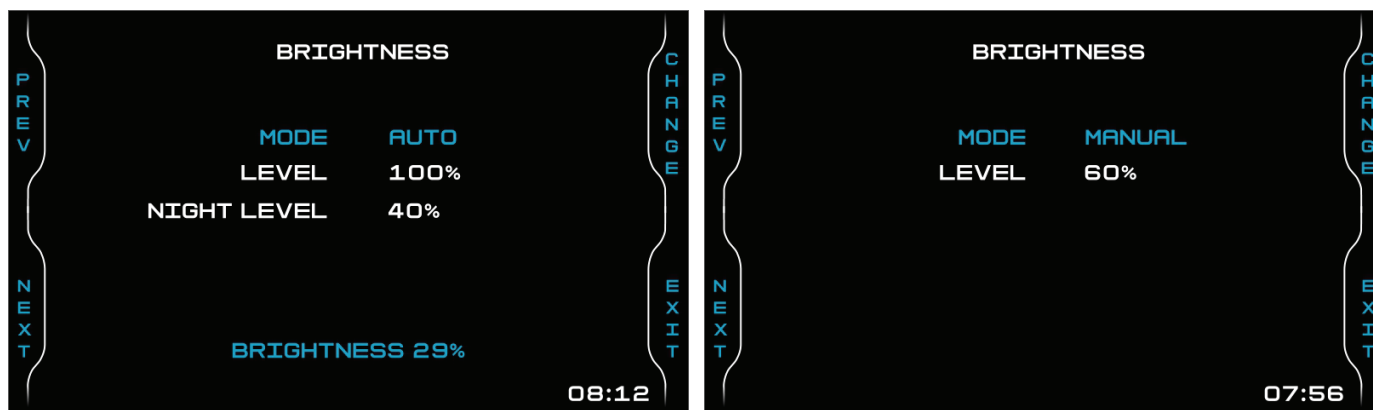 BRIGHTNESS
PREV
CHANGE
MODE AUTO
LEVEL 100%
NIGHT LEVEL 40%
NEXT
EXIT
BRIGHTNESS 29%
08:12
BRIGHTNESS
PREV
CHANGE
MODE MANUAL
LEVEL 60%
NEXT
EXIT
07:56